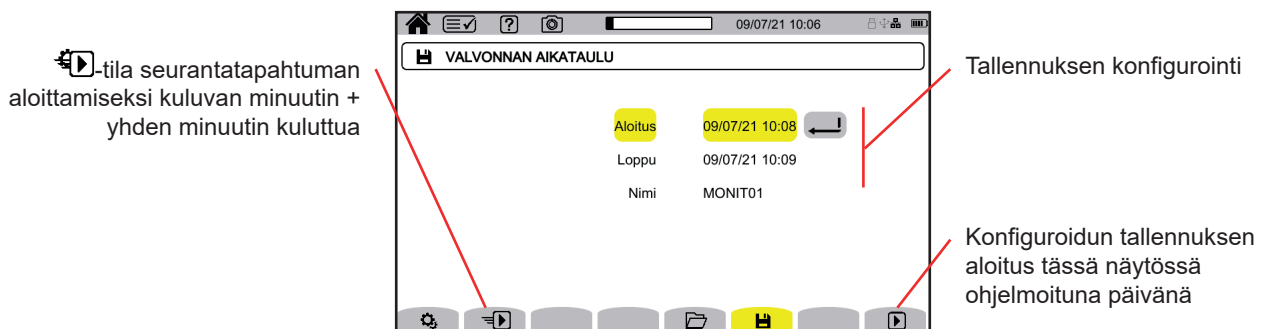 09/07/21 10:06
VALVONNAN AIKATAULU
-tila seurantatapahtuman
aloittamiseksi kuluvan minuutin +
yhden minuutin kuluttua
Aloitus 09/07/21 10:08
Loppu 09/07/21 10:09
Nimi MONIT01
Tallennuksen konfigurointi
Konfiguroidun tallennuksen
aloitus tässä näytössä
ohjelmoituna päivänä